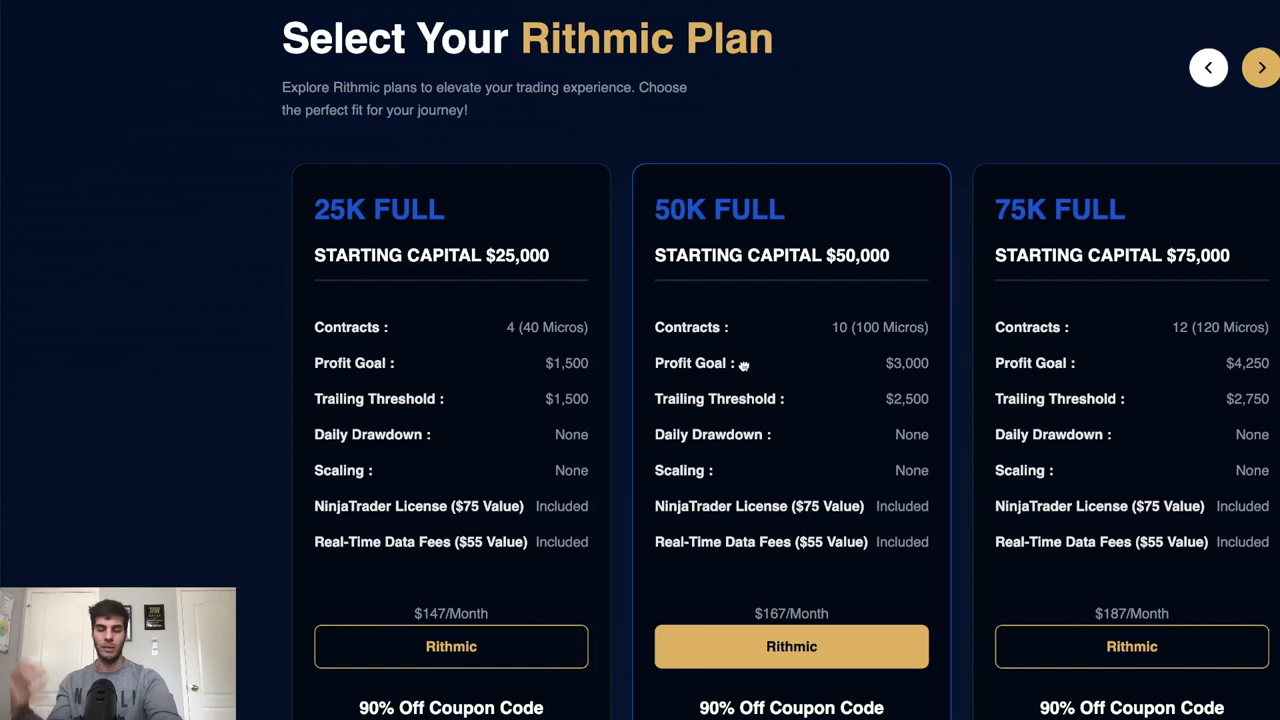 Select Your Rithmic Plan
Explore Rithmic plans to elevate your trading experience. Choose
the perfect fit for your journey!
25K FULL
STARTING CAPITAL $25,000
Contracts : 4 (40 Micros)
Profit Goal : $1,500
Trailing Threshold : $1,500
Daily Drawdown : None
Scaling : None
NinjaTrader License ($75 Value) Included
Real-Time Data Fees ($55 Value) Included
$147/Month
Rithmic
90% Off Coupon Code
50K FULL
STARTING CAPITAL $50,000
Contracts : 10 (100 Micros)
Profit Goal : $3,000
Trailing Threshold : $2,500
Daily Drawdown : None
Scaling : None
NinjaTrader License ($75 Value) Included
Real-Time Data Fees ($55 Value) Included
$167/Month
Rithmic
90% Off Coupon Code
75K FULL
STARTING CAPITAL $75,000
Contracts : 12 (120 Micros)
Profit Goal : $4,250
Trailing Threshold : $2,750
Daily Drawdown : None
Scaling : None
NinjaTrader License ($75 Value) Included
Real-Time Data Fees ($55 Value) Included
$187/Month
Rithmic
90% Off Coupon Code